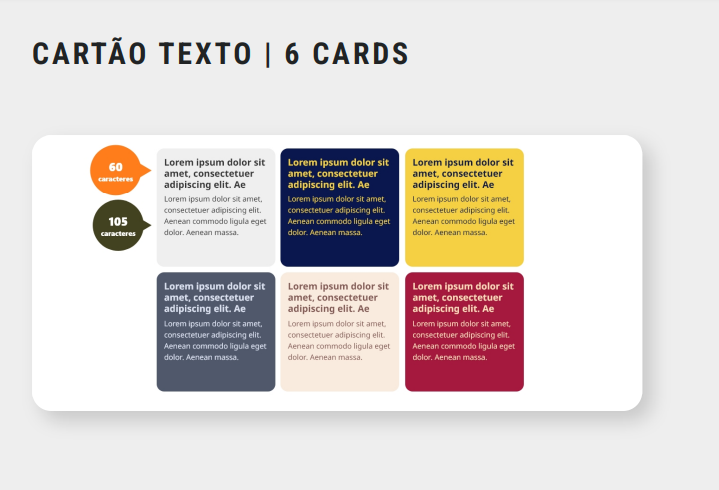 CARTÃO TEXTO | 6 CARDS
60
caracteres
105
caracteres
Lorem ipsum dolor sit
amet, consectetuer
adipiscing elit. Ae
Lorem ipsum dolor sit amet,
consectetuer adipiscing elit.
Aenean commodo ligula eget
dolor. Aenean massa.
Lorem ipsum dolor sit
amet, consectetuer
adipiscing elit. Ae
Lorem ipsum dolor sit amet,
consectetuer adipiscing elit.
Aenean commodo ligula eget
dolor. Aenean massa.
Lorem ipsum dolor sit
amet, consectetuer
adipiscing elit. Ae
Lorem ipsum dolor sit amet,
consectetuer adipiscing elit.
Aenean commodo ligula eget
dolor. Aenean massa.
Lorem ipsum dolor sit
amet, consectetuer
adipiscing elit. Ae
Lorem ipsum dolor sit amet,
consectetuer adipiscing elit.
Aenean commodo ligula eget
dolor. Aenean massa.
Lorem ipsum dolor sit
amet, consectetuer
adipiscing elit. Ae
Lorem ipsum dolor sit amet,
consectetuer adipiscing elit.
Aenean commodo ligula eget
dolor. Aenean massa.
Lorem ipsum dolor sit
amet, consectetuer
adipiscing elit. Ae
Lorem ipsum dolor sit amet,
consectetuer adipiscing elit.
Aenean commodo ligula eget
dolor. Aenean massa.